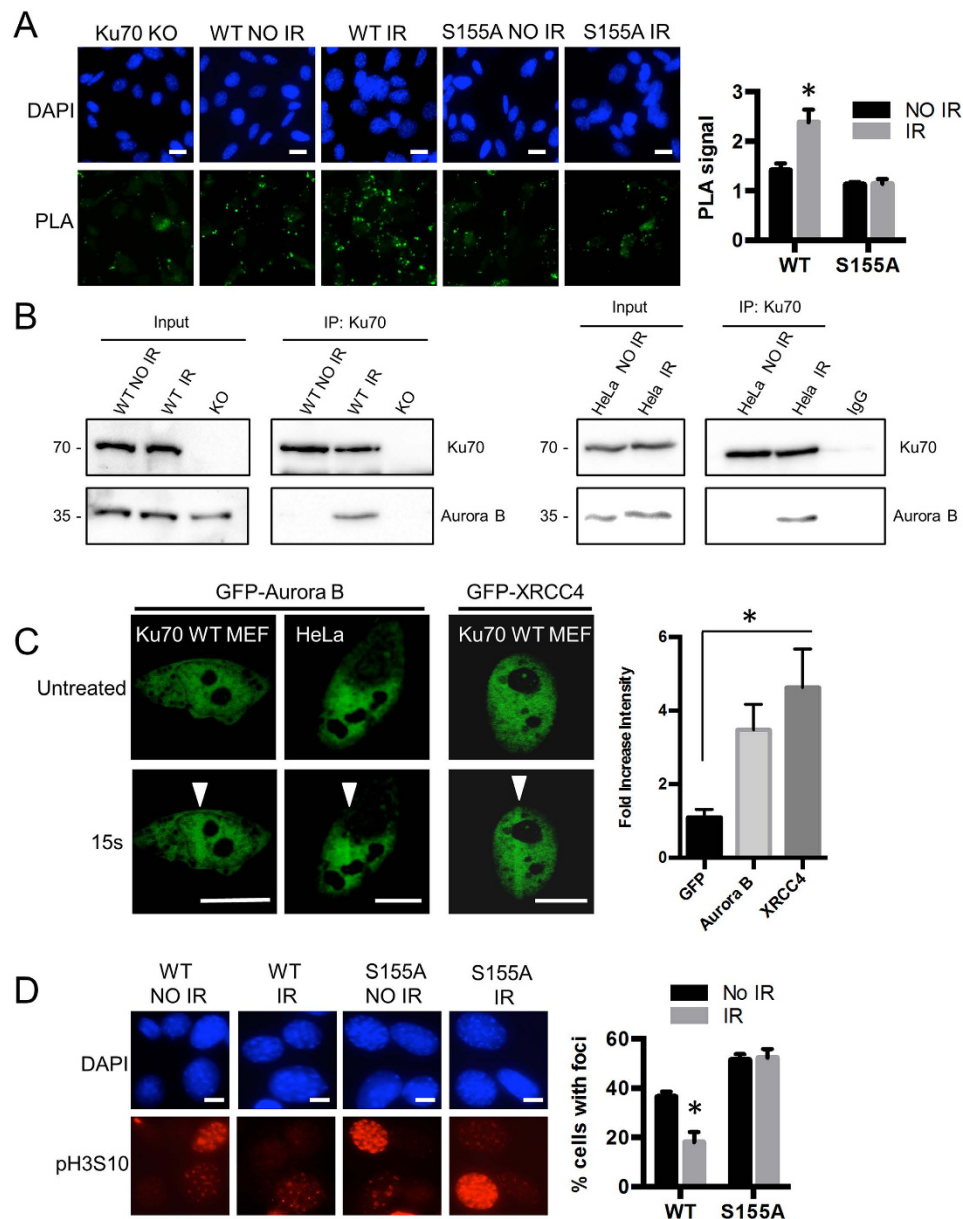 A
Ku70 KO
WT NO IR
WT IR
S155A NO IR
S155A IR
DAPI
PLA
PLA signal
3
2
1
0
*
NO IR
IR
WT
S155A
B
Input
IP: Ku70
WT NO IR
WT IR
KO
WT NO IR
WT IR
KO
70 -
Ku70
35 -
Aurora B
Input
IP: Ku70
HeLa NO IR
Hela IR
HeLa NO IR
Hela IR
IgG
70 -
Ku70
35 -
Aurora B
C
GFP-Aurora B
GFP-XRCC4
Ku70 WT MEF
HeLa
Ku70 WT MEF
Untreated
15s
Fold Increase Intensity
6
4
2
0
*
GFP
Aurora B
XRCC4
D
WT
NO IR
WT
IR
S155A
NO IR
S155A
IR
DAPI
pH3S10
% cells with foci
60
40
20
0
*
No IR
IR
WT
S155A